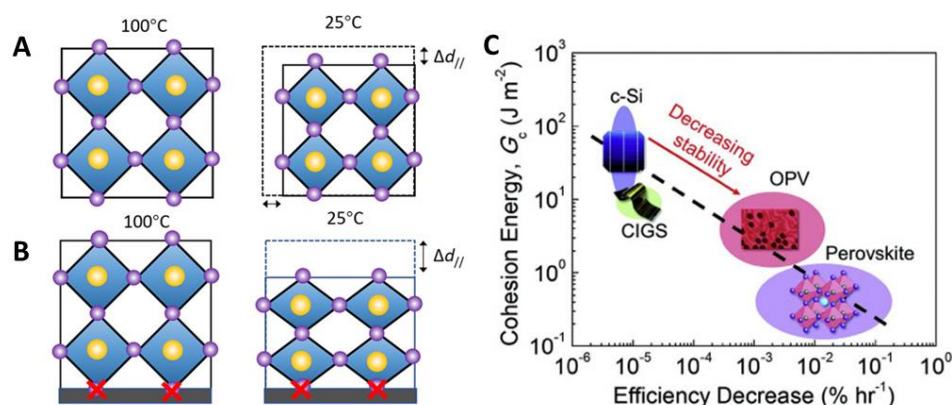 A
100°C
25°C
Δd//
B
100°C
25°C
Δd//
C
Cohesion Energy, Gc (J m⁻²)
10³
10²
10¹
10⁰
10⁻¹
c-Si
Decreasing
stability
OPV
CIGS
Perovskite
10⁻⁶ 10⁻⁵ 10⁻⁴ 10⁻³ 10⁻² 10⁻¹ 10⁰
Efficiency Decrease (% hr⁻¹)